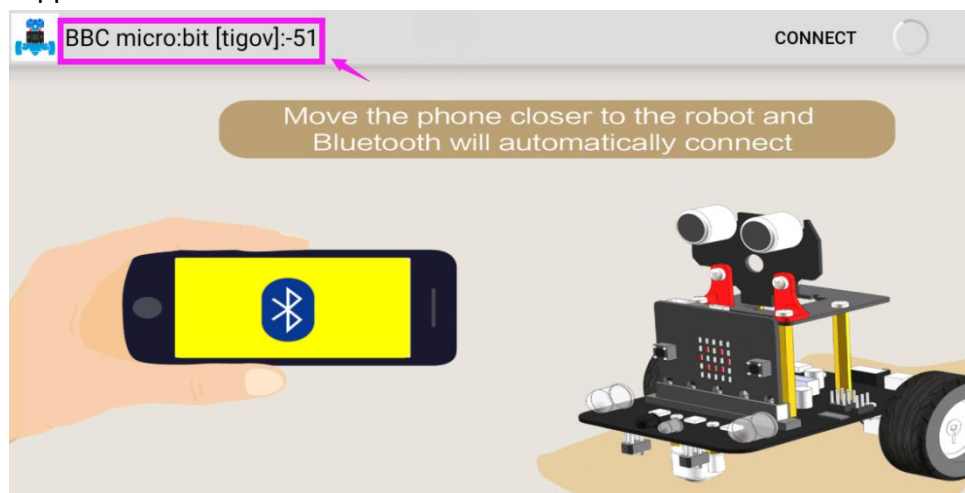 BBC micro:bit [tigov]:-51
CONNECT
Move the phone closer to the robot and
Bluetooth will automatically connect